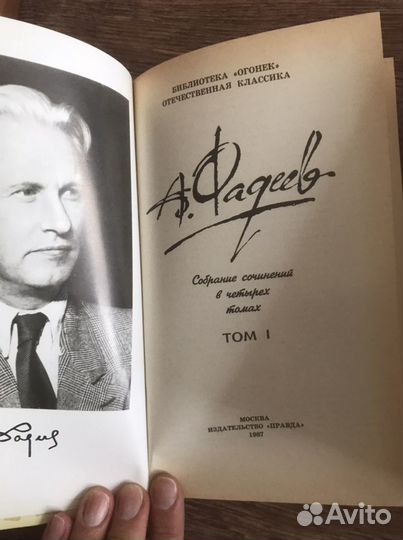 БИБЛИОТЕКА «ОГОНЕК»
ОТЕЧЕСТВЕННАЯ КЛАССИКА
А. Фадеев
Собрание сочинений
в четырех
томах
ТОМ I
МОСКВА
ИЗДАТЕЛЬСТВО «ПРАВДА»
1987
Avito